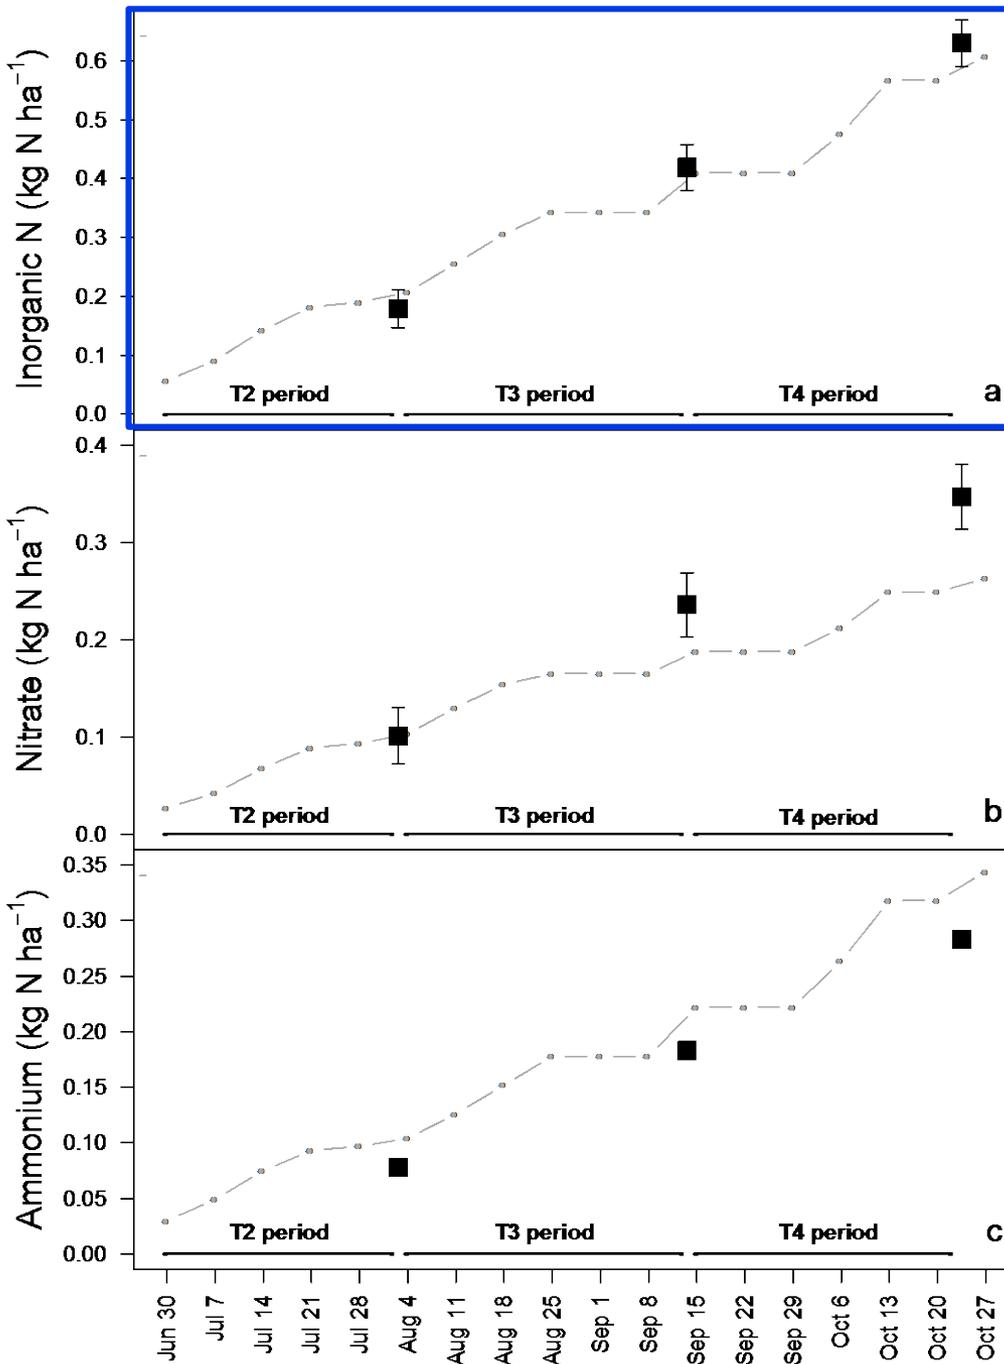 Inorganic N (kg N ha⁻¹)
0.6
0.5
0.4
0.3
0.2
0.1
0.0
T2 period T3 period T4 period a
Nitrate (kg N ha⁻¹)
0.4
0.3
0.2
0.1
0.0
T2 period T3 period T4 period b
Ammonium (kg N ha⁻¹)
0.35
0.30
0.25
0.20
0.15
0.10
0.05
0.00
T2 period T3 period T4 period c
Jun 30 Jul 7 Jul 14 Jul 21 Jul 28 Aug 4 Aug 11 Aug 18 Aug 25 Sep 1 Sep 8 Sep 15 Sep 22 Sep 29 Oct 6 Oct 13 Oct 20 Oct 27